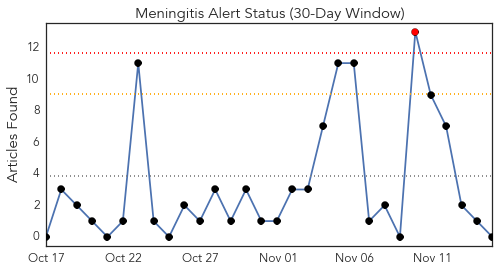 Meningitis Alert Status (30-Day Window)
Articles Found
12
10
8
6
4
2
0
Oct 17
Oct 22
Oct 27
Nov 01
Nov 06
Nov 11